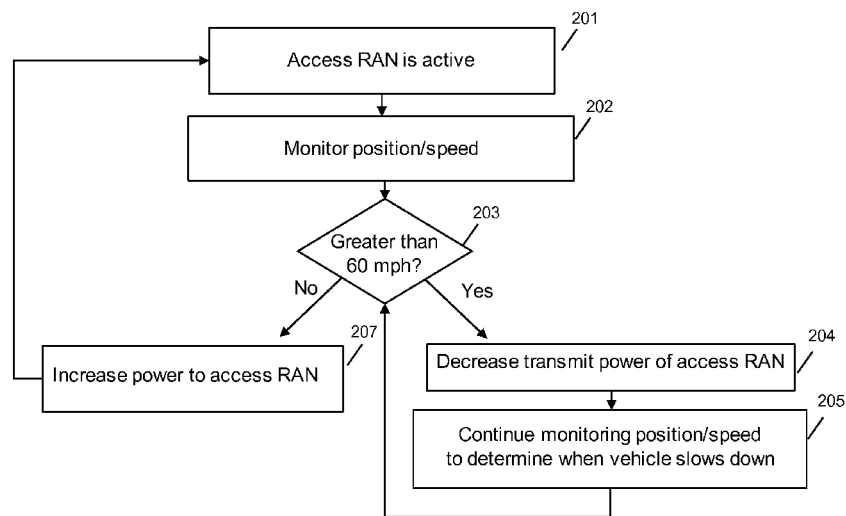 201
Access RAN is active
202
Monitor position/speed
203
Greater than
60 mph?
No
Yes
207
Increase power to access RAN
204
Decrease transmit power of access RAN
205
Continue monitoring position/speed
to determine when vehicle slows down